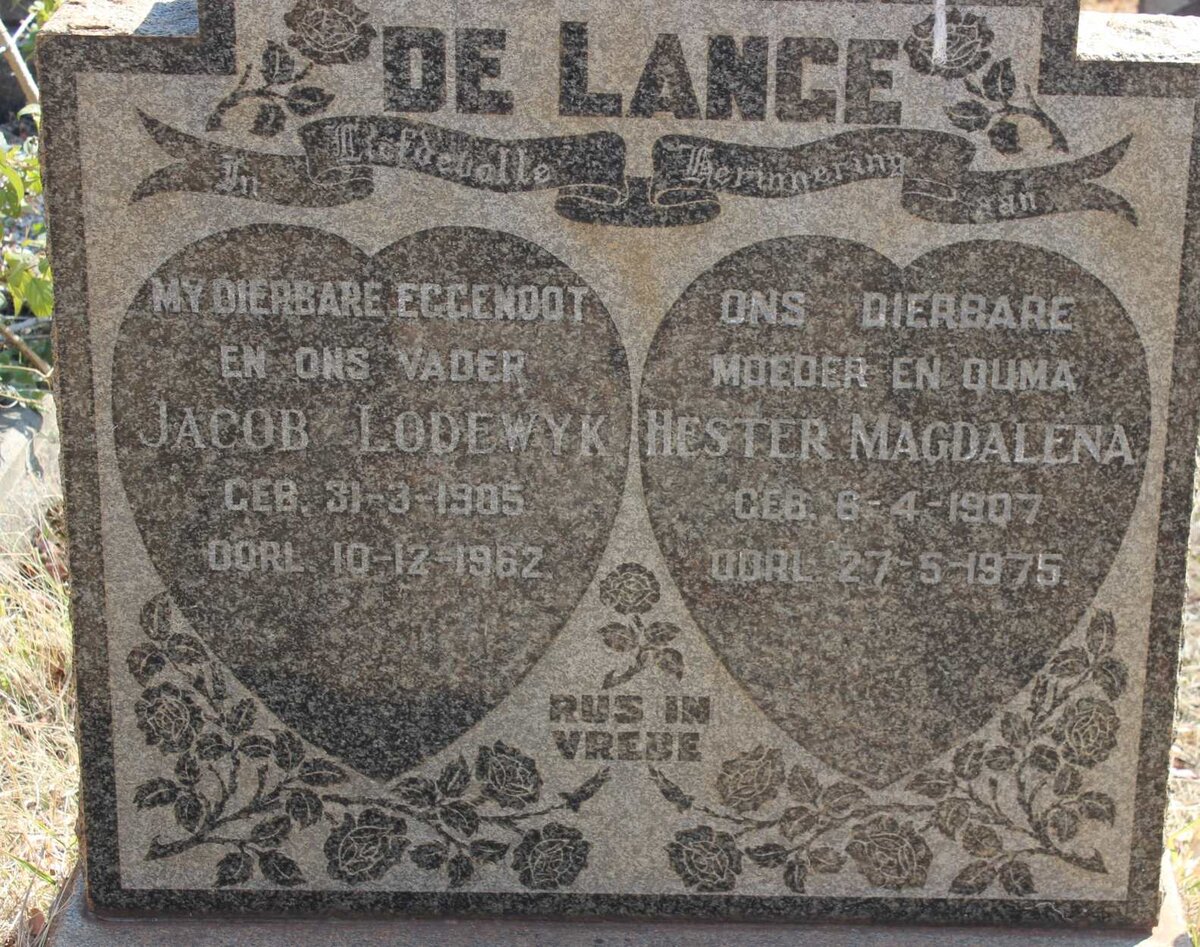 DE LANGE
In Liefdevolle Herinnering aan
MY DIERBARE EGGENOOT
EN ONS VADER
JACOB LODEWYK
GEB. 31-3-1905
OORL 10-12-1962
ONS DIERBARE
MOEDER EN OUMA
HESTER MAGDALENA
GEB. 6-4-1907
OORL 27-5-1975
RUS IN
VREDE